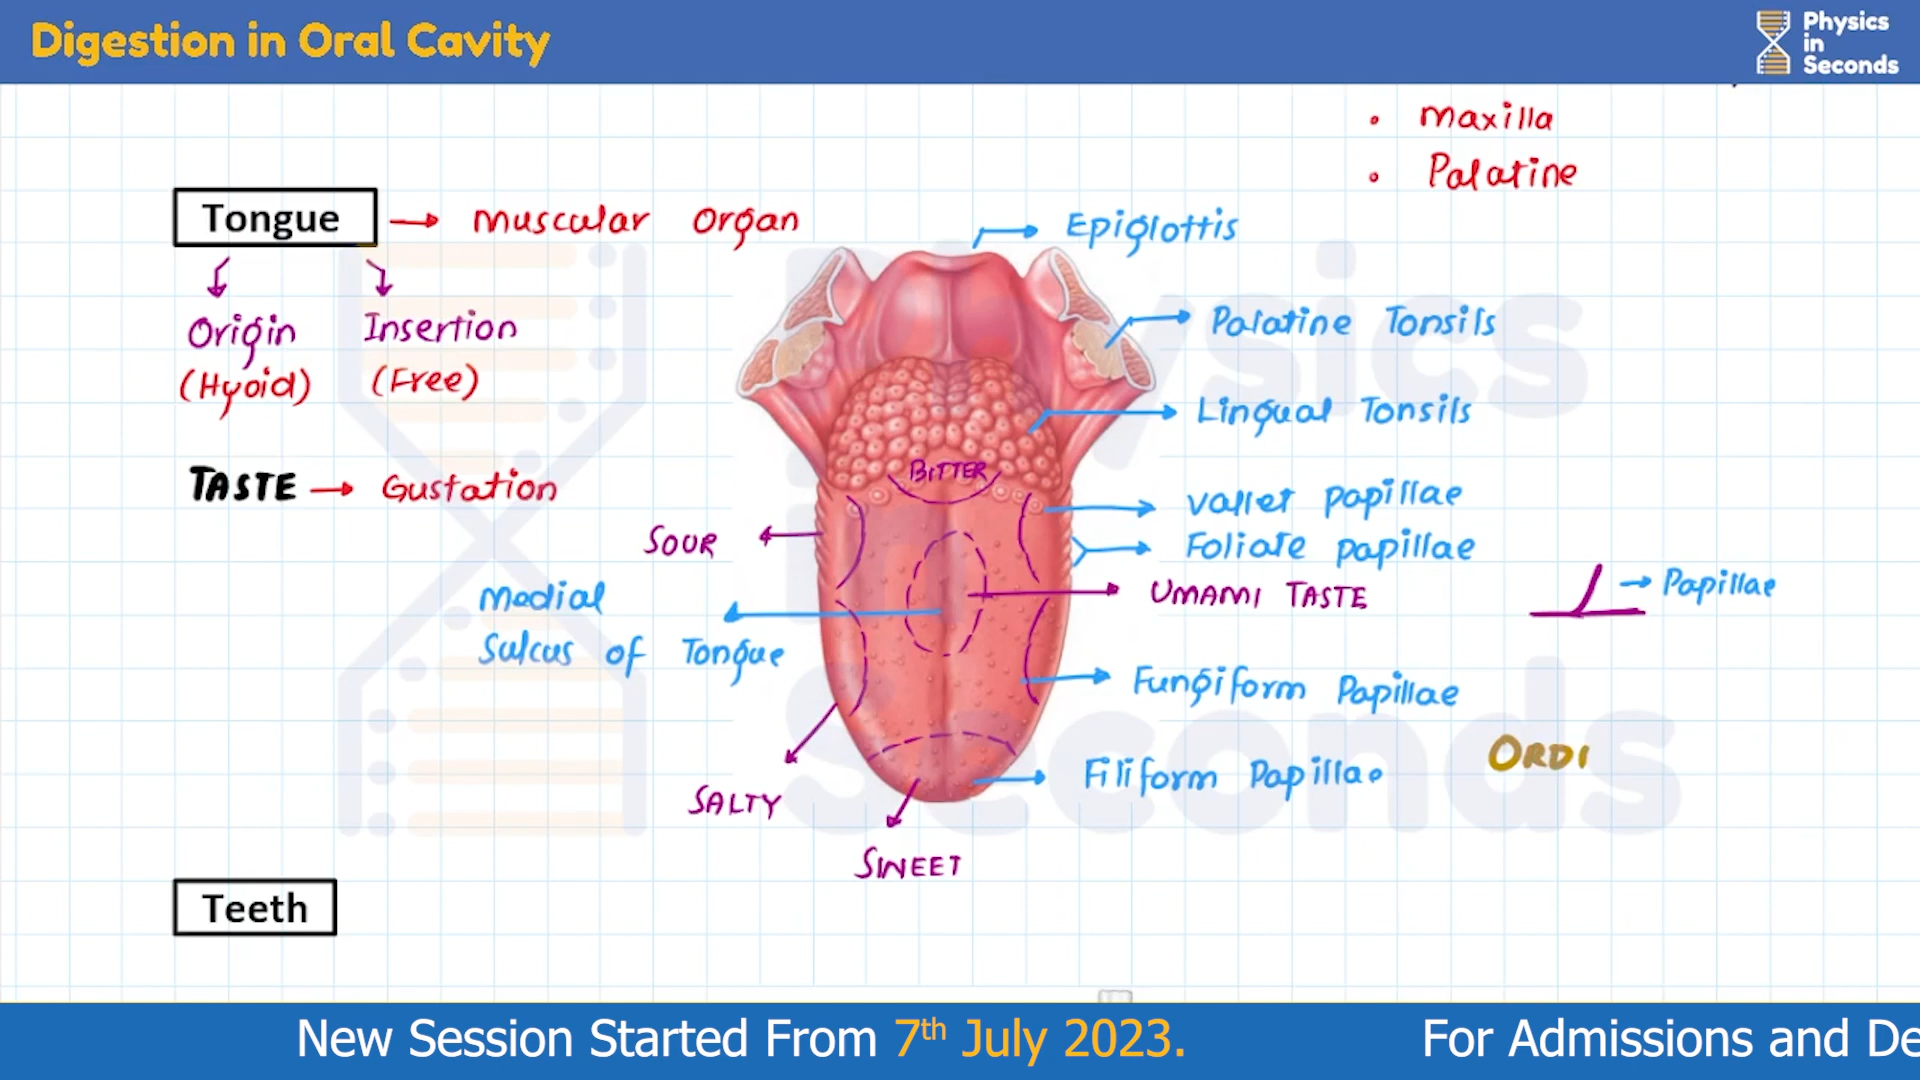 Digestion in Oral Cavity
Physics
in
Seconds
• Maxilla
• Palatine
Tongue → Muscular Organ
Epiglottis
Origin
(Hyoid)
Insertion
(Free)
Palatine Tonsils
Lingual Tonsils
TASTE → Gustation
BITTER
Vallet papillae
SOUR
Foliate papillae
UMAMI TASTE
Papillae
Medial
Sulcus of Tongue
Fungiform Papillae
ORDI
Filiform Papillae
SALTY
SWEET
Teeth
New Session Started From 7th July 2023.
For Admissions and De